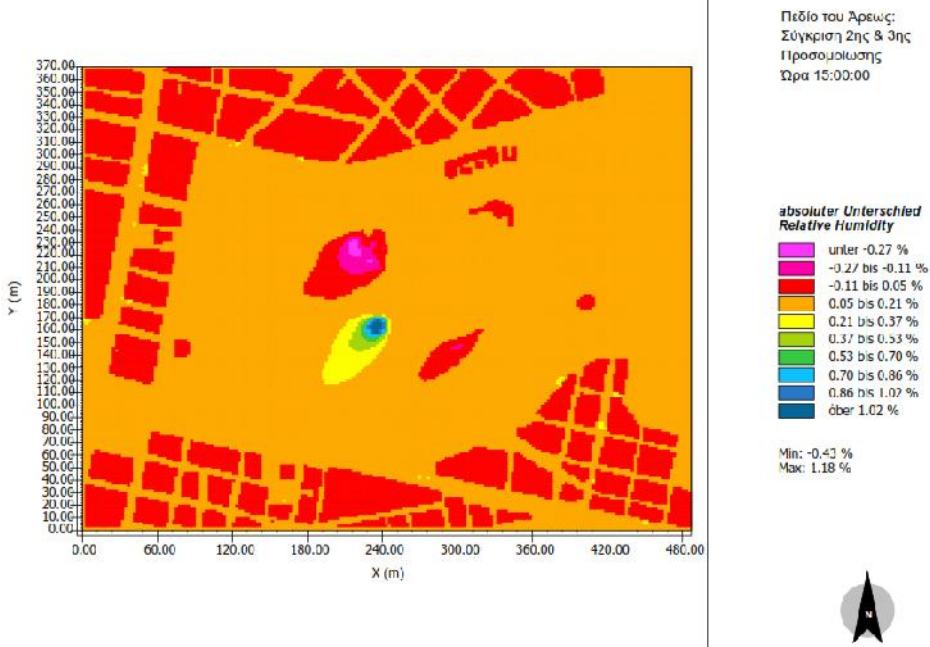 Πεδίο του Άρεως:
Σύγκριση 2ης & 3ης
Προσομοίωσης
Ώρα 15:00:00
370.00
360.00
350.00
340.00
330.00
320.00
310.00
300.00
290.00
280.00
270.00
260.00
250.00
240.00
230.00
220.00
210.00
200.00
190.00
180.00
170.00
160.00
150.00
140.00
130.00
120.00
110.00
100.00
90.00
80.00
70.00
60.00
50.00
40.00
30.00
20.00
10.00
0.00
Y (m)
0.00 60.00 120.00 180.00 240.00 300.00 360.00 420.00 480.00
X (m)
absoluter Unterschied
Relative Humidity
unter -0.27 %
-0.27 bis -0.11 %
-0.11 bis 0.05 %
0.05 bis 0.21 %
0.21 bis 0.37 %
0.37 bis 0.53 %
0.53 bis 0.70 %
0.70 bis 0.86 %
0.86 bis 1.02 %
óber 1.02 %
Min: -0.43 %
Max: 1.18 %
N